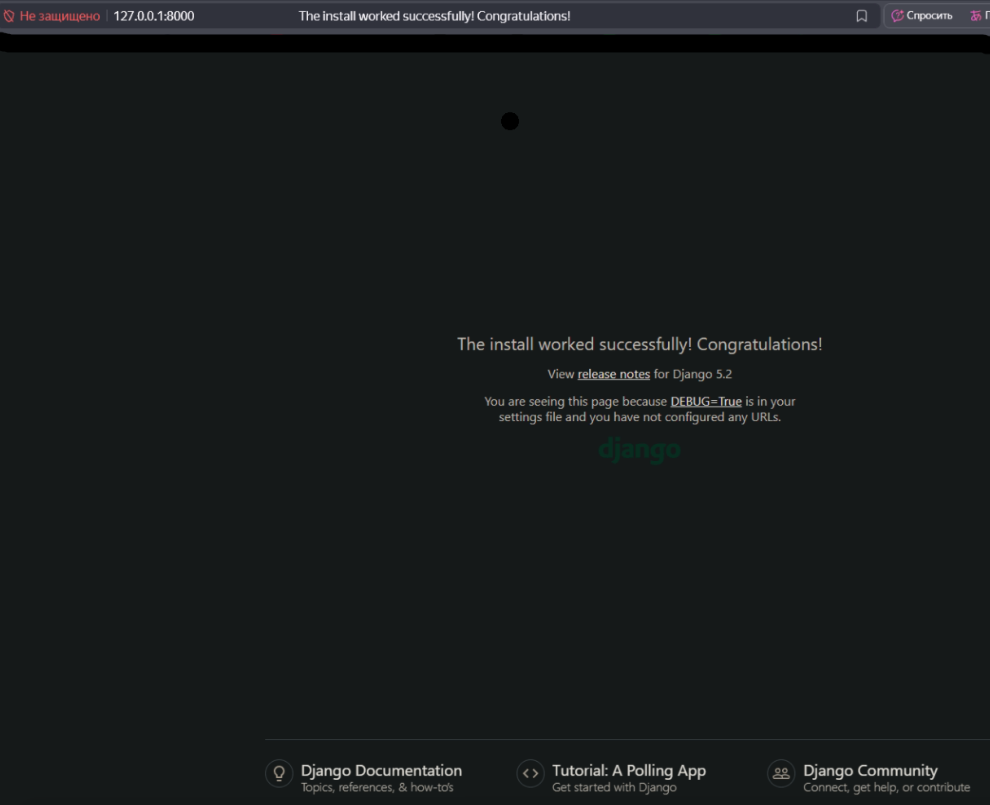 Не защищено 127.0.0.1:8000 The install worked successfully! Congratulations! Спросить
The install worked successfully! Congratulations!
View release notes for Django 5.2
You are seeing this page because DEBUG=True is in your
settings file and you have not configured any URLs.
django
Django Documentation
Topics, references, & how-to's
Tutorial: A Polling App
Get started with Django
Django Community
Connect, get help, or contribute